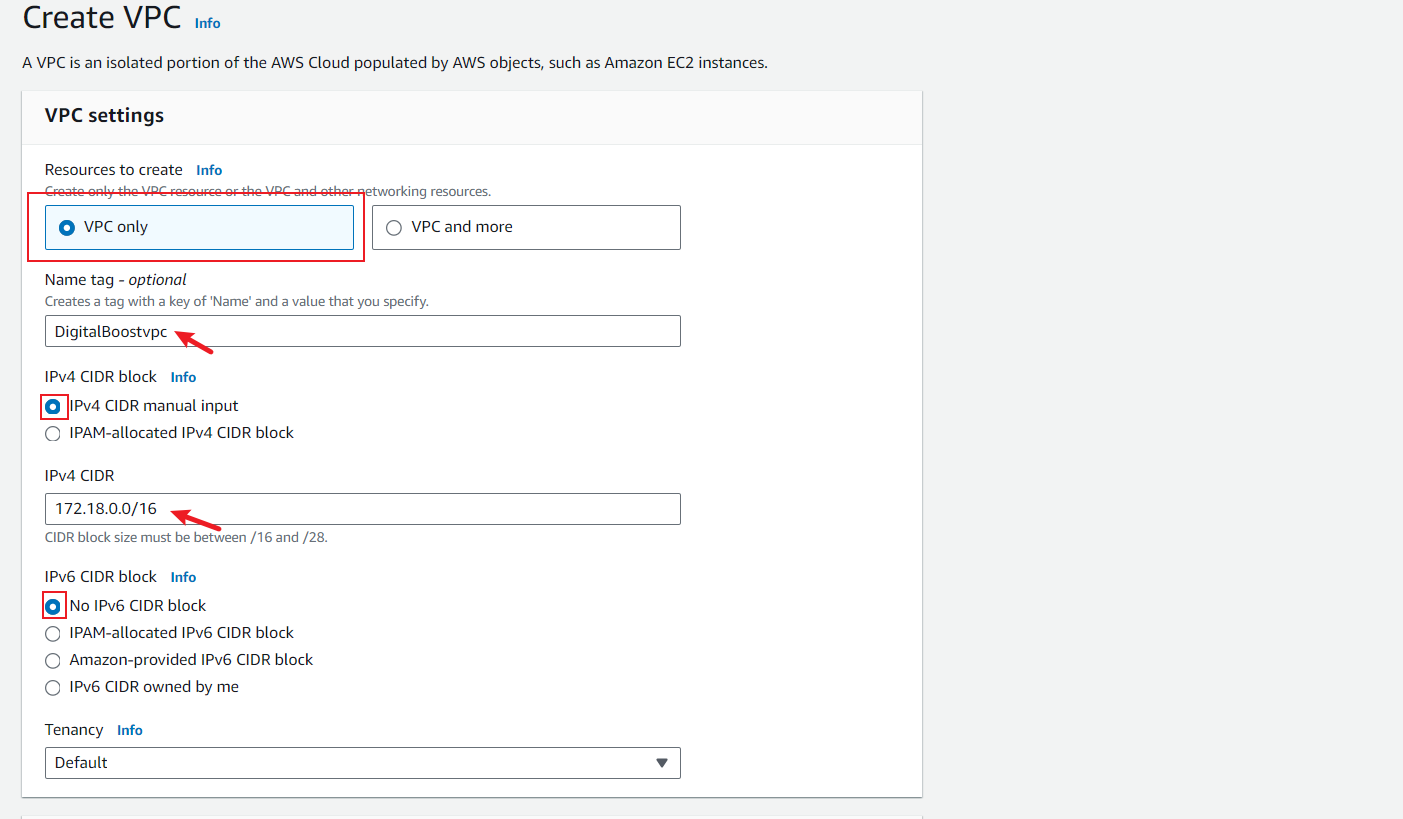 Create VPC Info
A VPC is an isolated portion of the AWS Cloud populated by AWS objects, such as Amazon EC2 instances.
VPC settings
Resources to create Info
Create only the VPC resource or the VPC and other networking resources.
VPC only
VPC and more
Name tag - optional
Creates a tag with a key of 'Name' and a value that you specify.
DigitalBoostvpc
IPv4 CIDR block Info
IPv4 CIDR manual input
IPAM-allocated IPv4 CIDR block
IPv4 CIDR
172.18.0.0/16
CIDR block size must be between /16 and /28.
IPv6 CIDR block Info
No IPv6 CIDR block
IPAM-allocated IPv6 CIDR block
Amazon-provided IPv6 CIDR block
IPv6 CIDR owned by me
Tenancy Info
Default